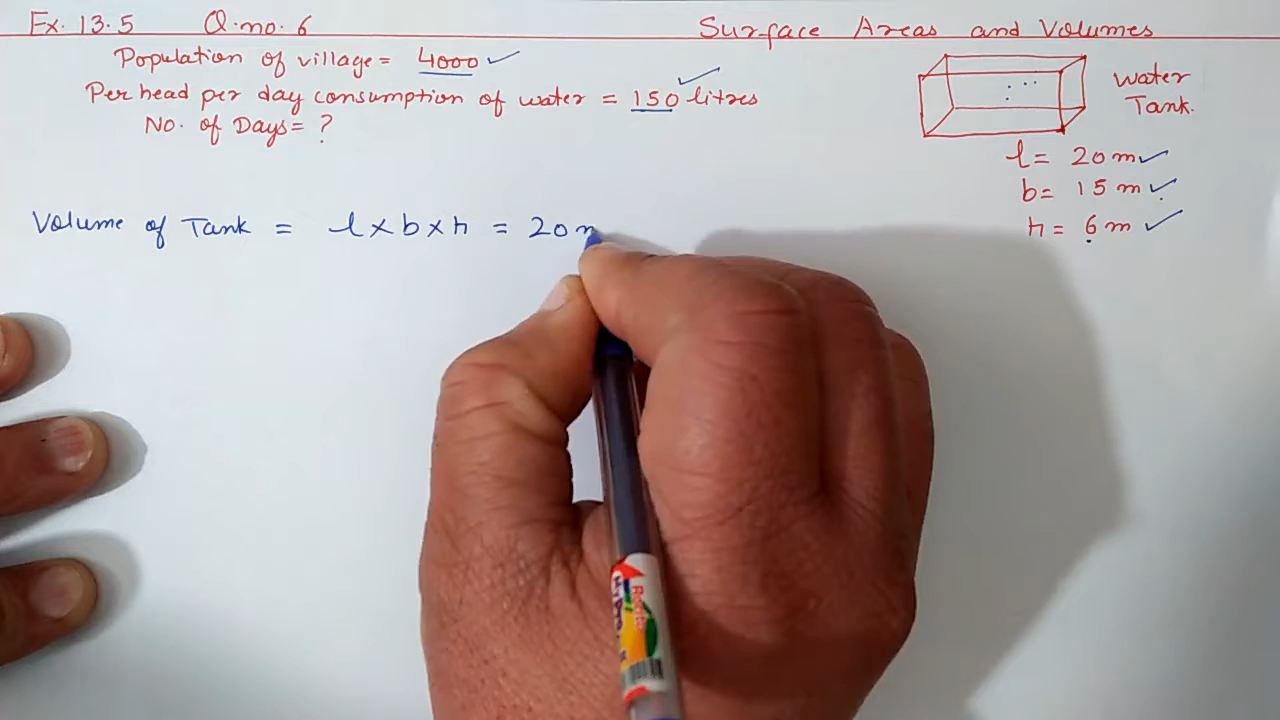 Ex. 13.5 Q.no. 6 Surface Areas and Volumes
Population of village = 4000 ✓
Per head per day consumption of water = 150 litres
No. of Days = ?
water
Tank.
l = 20 m ✓
b = 15 m ✓
h = 6 m ✓
Volume of Tank = l × b × h = 20 m